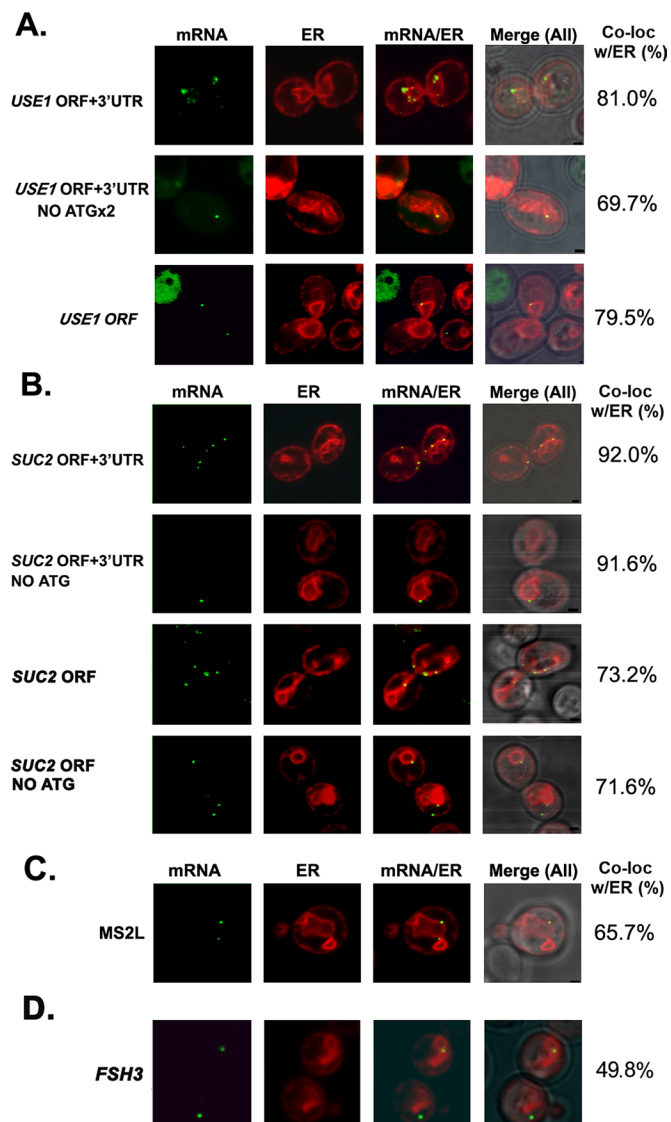 A.
mRNA ER mRNA/ER Merge (All) Co-loc
w/ER (%)
USE1 ORF+3'UTR 81.0%
USE1 ORF+3'UTR
NO ATGx2 69.7%
USE1 ORF 79.5%
B.
mRNA ER mRNA/ER Merge (All) Co-loc
w/ER (%)
SUC2 ORF+3'UTR 92.0%
SUC2 ORF+3'UTR
NO ATG 91.6%
SUC2 ORF 73.2%
SUC2 ORF
NO ATG 71.6%
C.
mRNA ER mRNA/ER Merge (All) Co-loc
w/ER (%)
MS2L 65.7%
D.
FSH3 49.8%